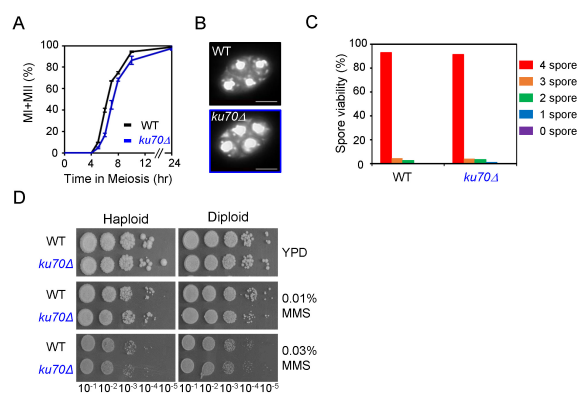 A
MI+MII (%)
100
80
60
40
20
0
WT
ku70Δ
0 4 8 12 24
Time in Meiosis (hr)
B
WT
ku70Δ
C
Spore viability (%)
100
80
60
40
20
0
WT ku70Δ
4 spore
3 spore
2 spore
1 spore
0 spore
D
Haploid Diploid
WT
ku70Δ
YPD
WT
ku70Δ
0.01%
MMS
WT
ku70Δ
0.03%
MMS
10-1 10-2 10-3 10-4 10-5 10-1 10-2 10-3 10-4 10-5